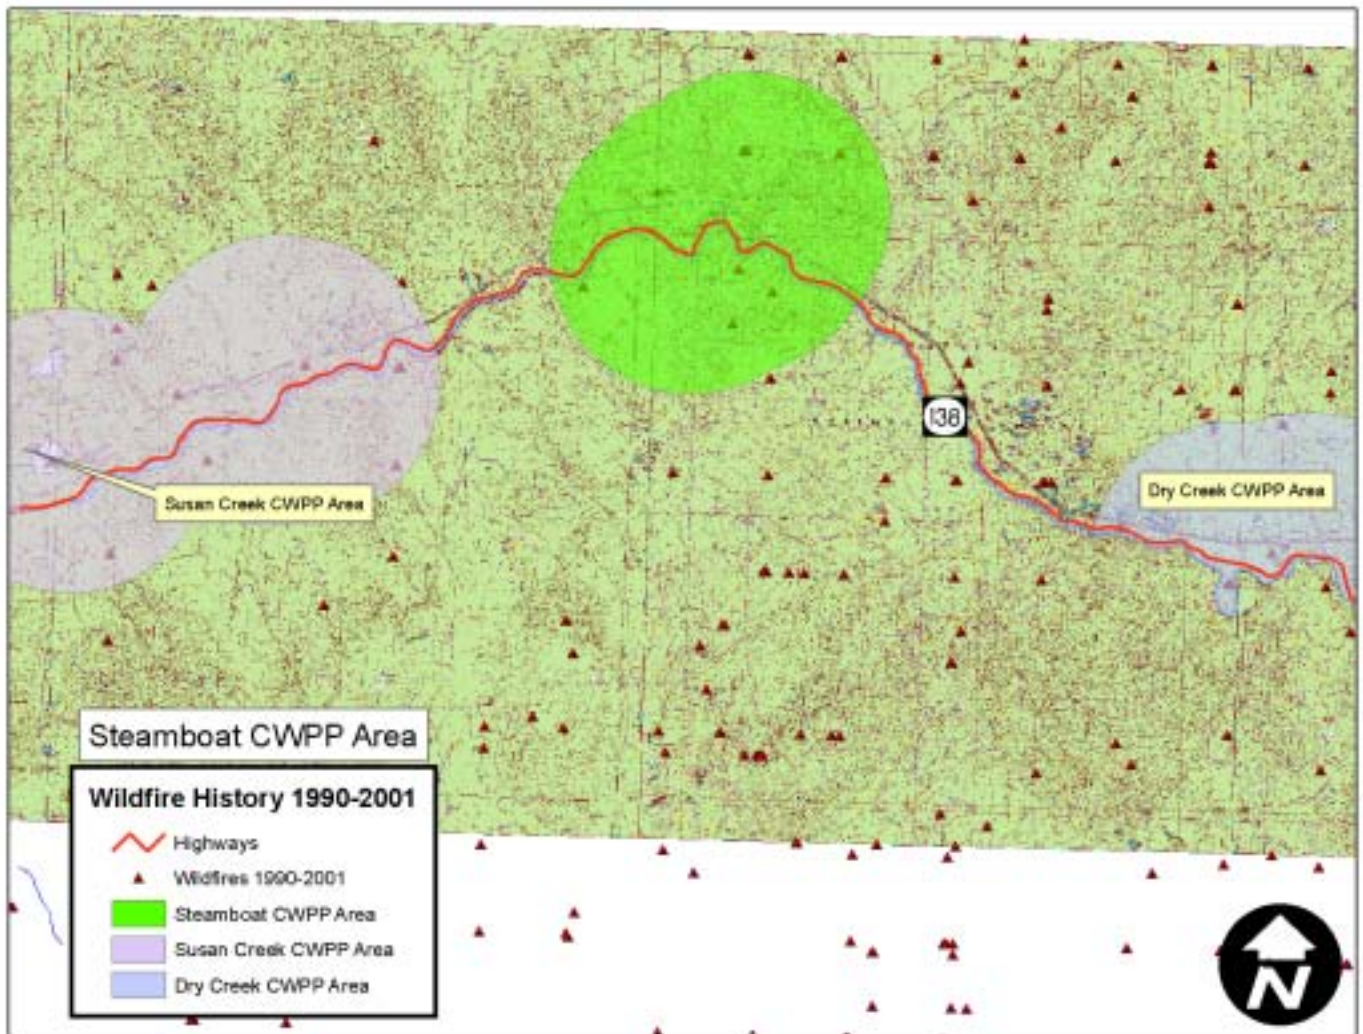 138
Susan Creek CWPP Area
Dry Creek CWPP Area
Steamboat CWPP Area
Wildfire History 1990-2001
Highways
Wildfires 1990-2001
Steamboat CWPP Area
Susan Creek CWPP Area
Dry Creek CWPP Area
N